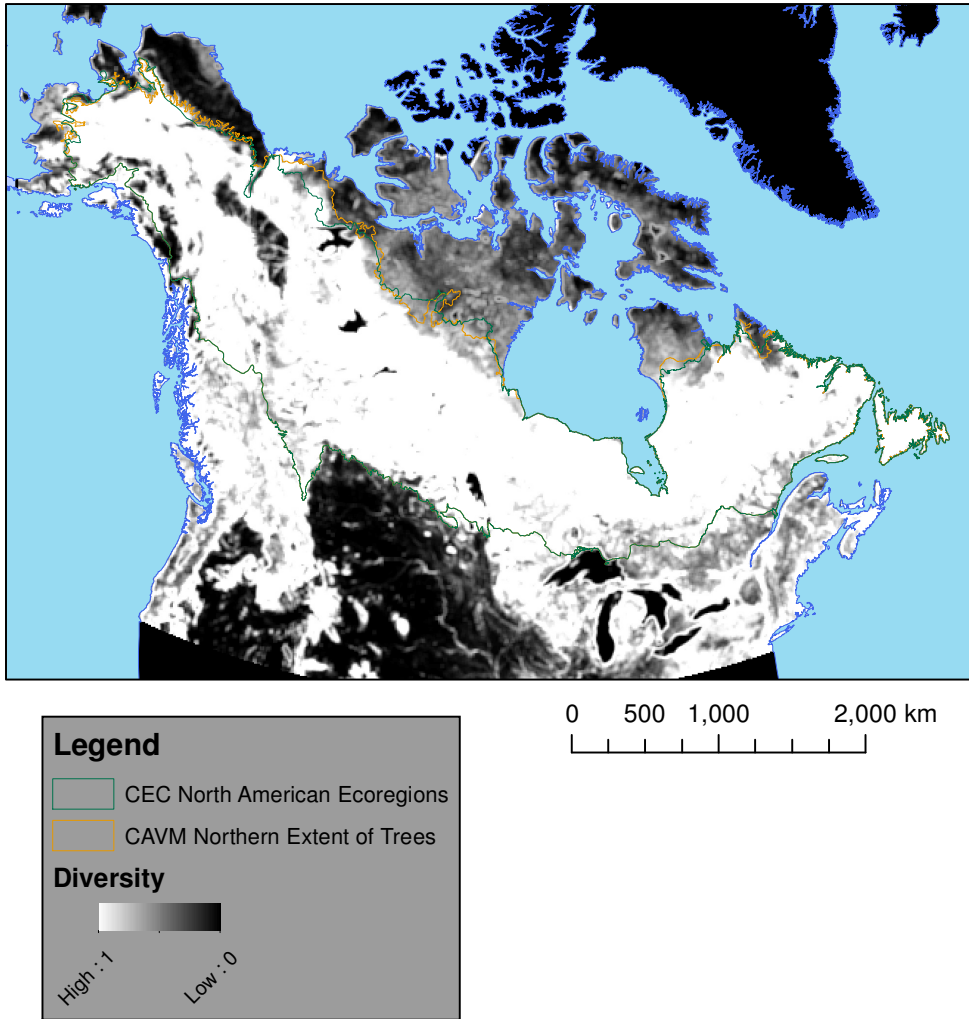 0 500 1,000 2,000 km
Legend
CEC North American Ecoregions
CAVM Northern Extent of Trees
Diversity
High : 1 Low : 0